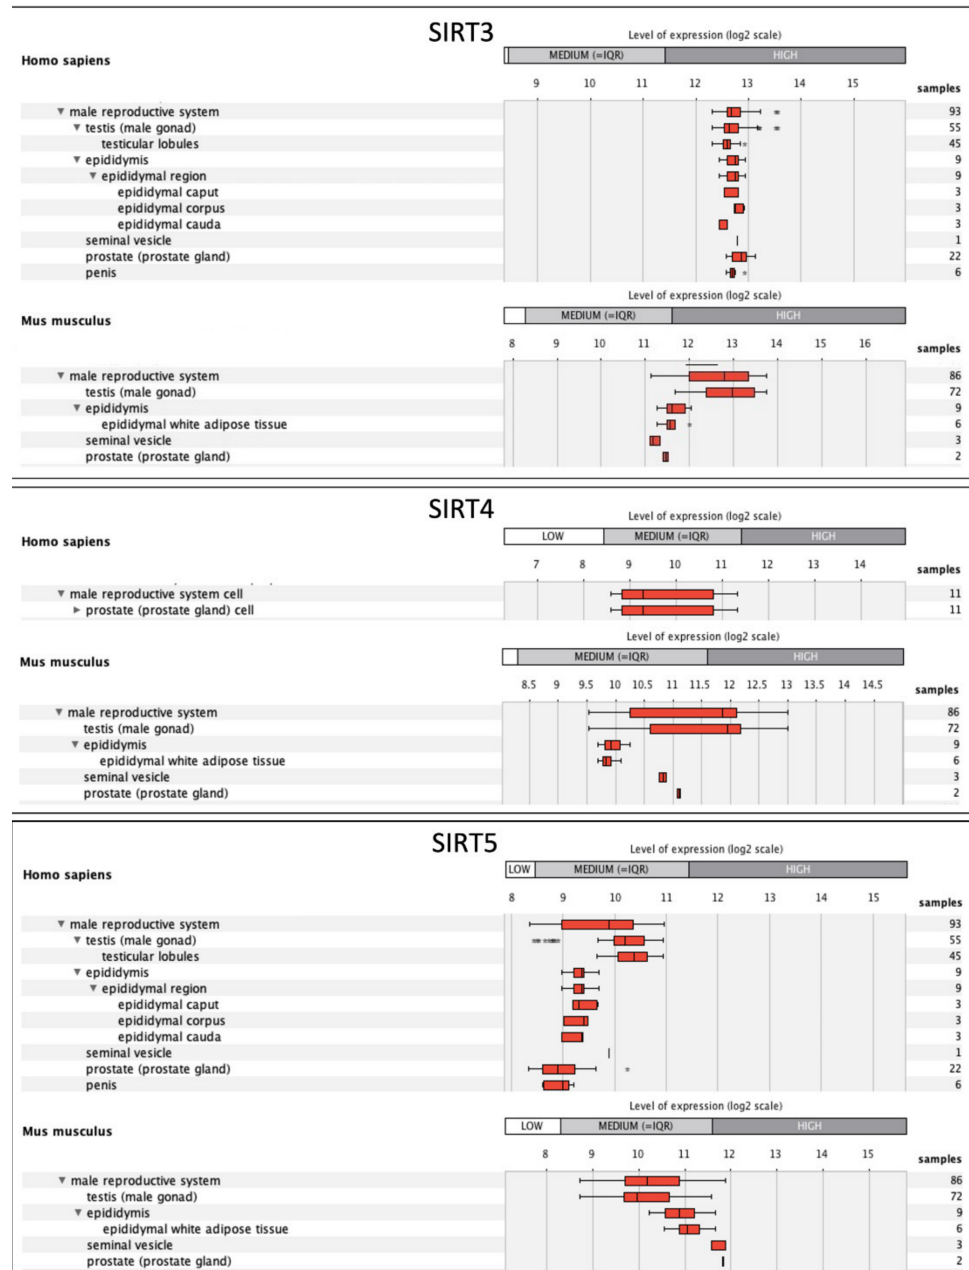 SIRT3
Level of expression (log2 scale)
Homo sapiens
MEDIUM (=IQR) HIGH
9 10 11 12 13 14 15
samples
▼ male reproductive system 93
▼ testis (male gonad) 55
testicular lobules 45
▼ epididymis 9
▼ epididymal region 9
epididymal caput 3
epididymal corpus 3
epididymal cauda 3
seminal vesicle 1
prostate (prostate gland) 22
penis 6
Level of expression (log2 scale)
Mus musculus
MEDIUM (=IQR) HIGH
8 9 10 11 12 13 14 15 16
samples
▼ male reproductive system 86
testis (male gonad) 72
▼ epididymis 9
epididymal white adipose tissue 6
seminal vesicle 3
prostate (prostate gland) 2
SIRT4
Level of expression (log2 scale)
Homo sapiens
LOW MEDIUM (=IQR) HIGH
7 8 9 10 11 12 13 14
samples
▼ male reproductive system cell 11
► prostate (prostate gland) cell 11
Level of expression (log2 scale)
Mus musculus
MEDIUM (=IQR) HIGH
8.5 9 9.5 10 10.5 11 11.5 12 12.5 13 13.5 14 14.5
samples
▼ male reproductive system 86
testis (male gonad) 72
▼ epididymis 9
epididymal white adipose tissue 6
seminal vesicle 3
prostate (prostate gland) 2
SIRT5
Level of expression (log2 scale)
Homo sapiens
LOW MEDIUM (=IQR) HIGH
8 9 10 11 12 13 14 15
samples
▼ male reproductive system 93
▼ testis (male gonad) 55
testicular lobules 45
▼ epididymis 9
▼ epididymal region 9
epididymal caput 3
epididymal corpus 3
epididymal cauda 3
seminal vesicle 1
prostate (prostate gland) 22
penis 6
Level of expression (log2 scale)
Mus musculus
LOW MEDIUM (=IQR) HIGH
8 9 10 11 12 13 14 15
samples
▼ male reproductive system 86
testis (male gonad) 72
▼ epididymis 9
epididymal white adipose tissue 6
seminal vesicle 3
prostate (prostate gland) 2